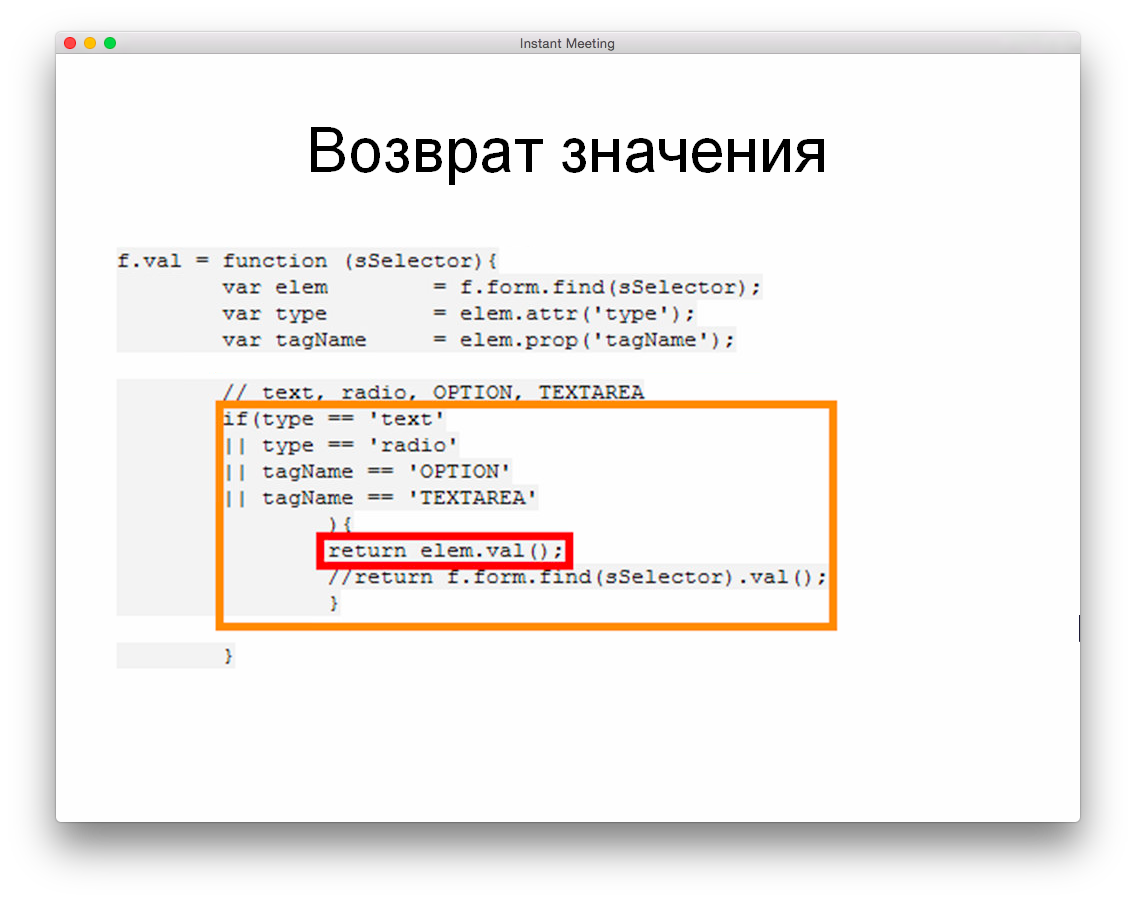 Instant Meeting
Возврат значения
f.val = function (sSelector){
        var elem        = f.form.find(sSelector);
        var type        = elem.attr('type');
        var tagName     = elem.prop('tagName');
        // text, radio, OPTION, TEXTAREA
        if(type == 'text'
        || type == 'radio'
        || tagName == 'OPTION'
        || tagName == 'TEXTAREA'
                ){
                return elem.val();
                //return f.form.find(sSelector).val();
                }
        }